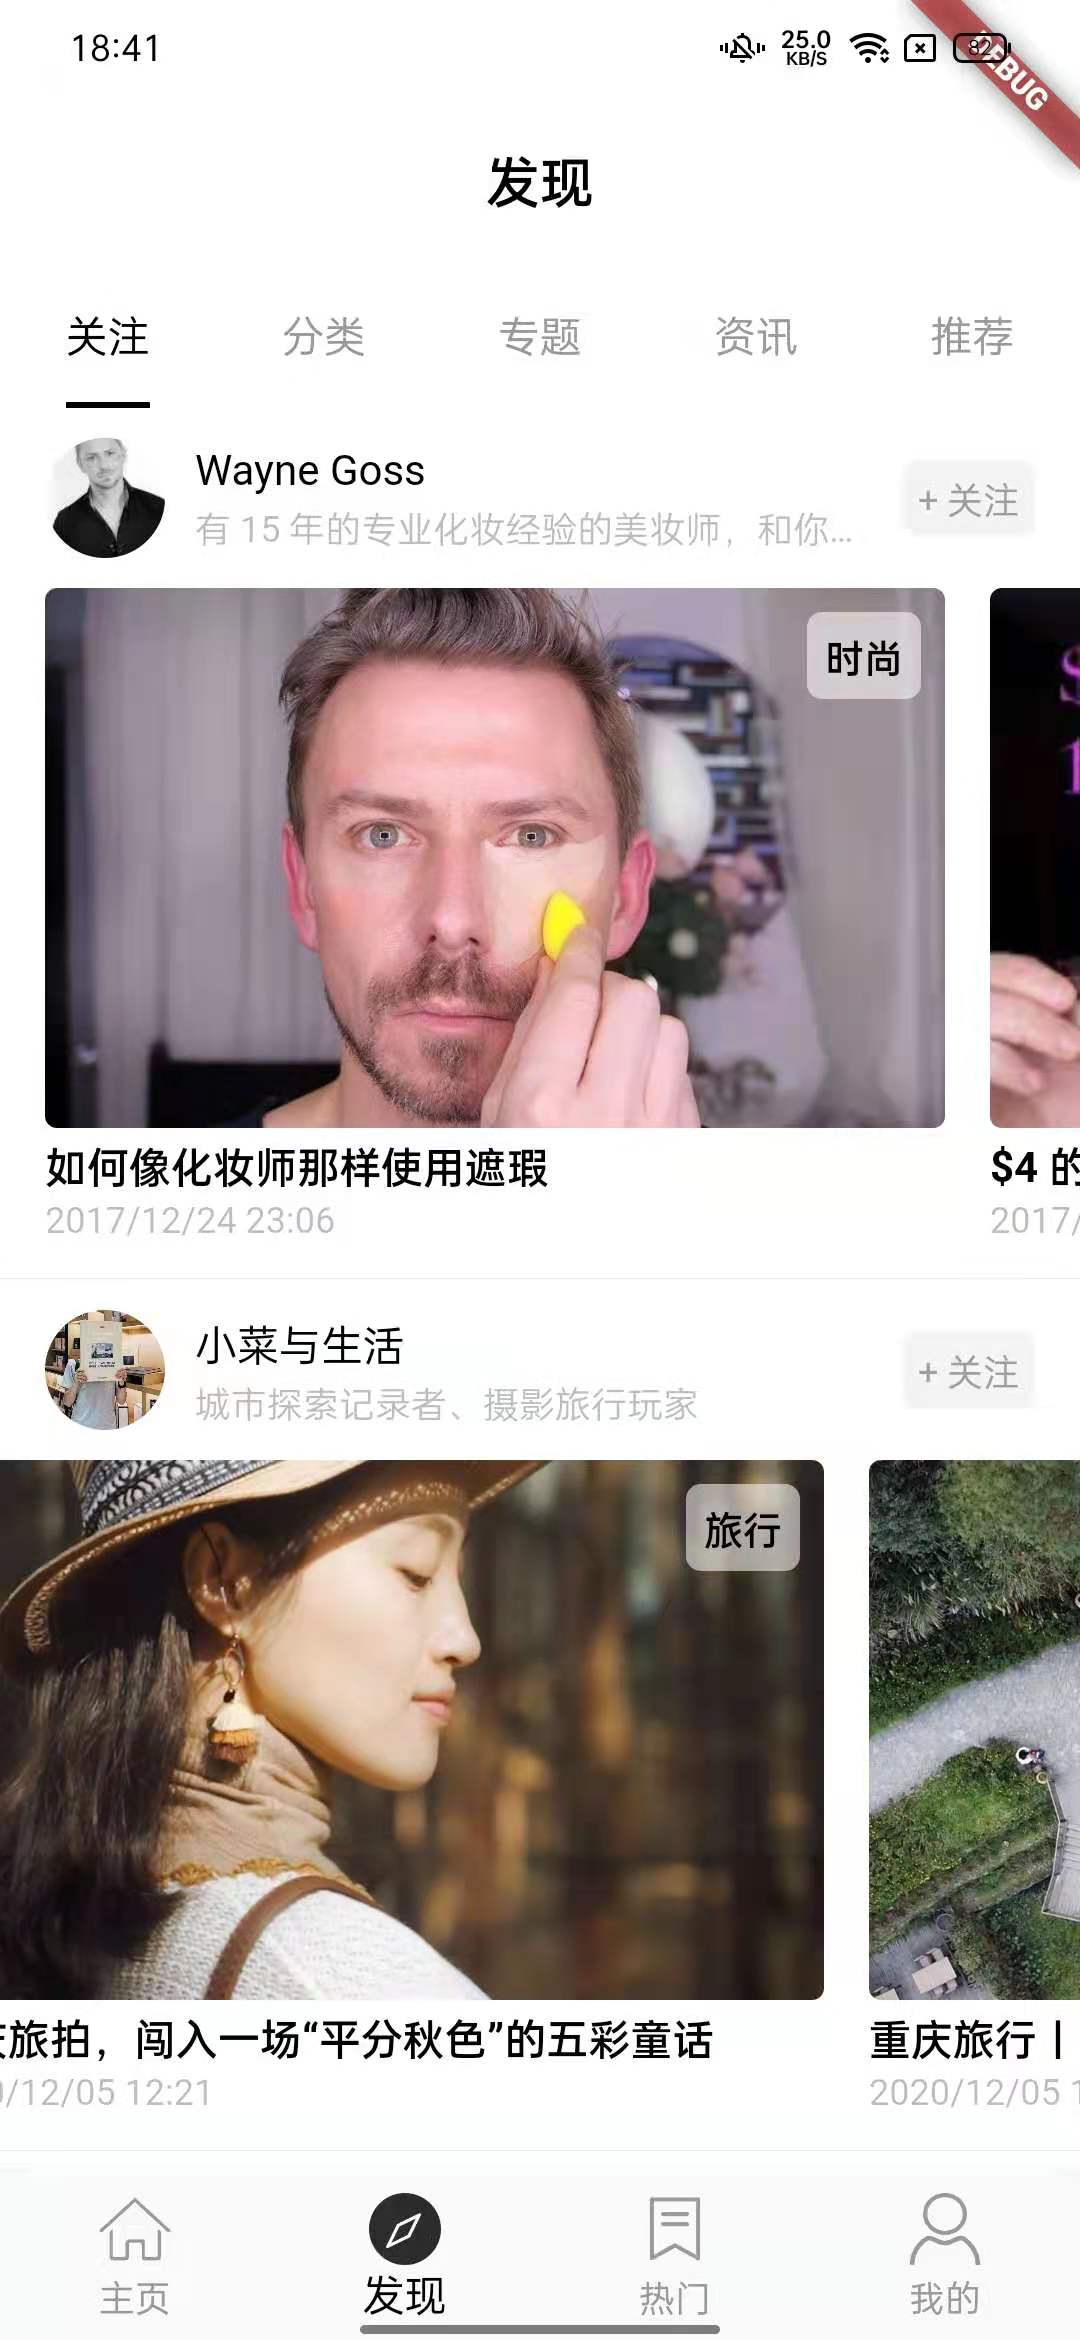 18:41
25.0
KB/S
82
DEBUG
发现
关注
分类
专题
资讯
推荐
Wayne Goss
有 15 年的专业化妆经验的美妆师，和你...
+ 关注
时尚
如何像化妆师那样使用遮瑕
2017/12/24 23:06
$4 的
2017/
小菜与生活
城市探索记录者、摄影旅行玩家
+ 关注
旅行
旅拍，闯入一场“平分秋色”的五彩童话
/12/05 12:21
重庆旅行丨
2020/12/05 1
主页
发现
热门
我的